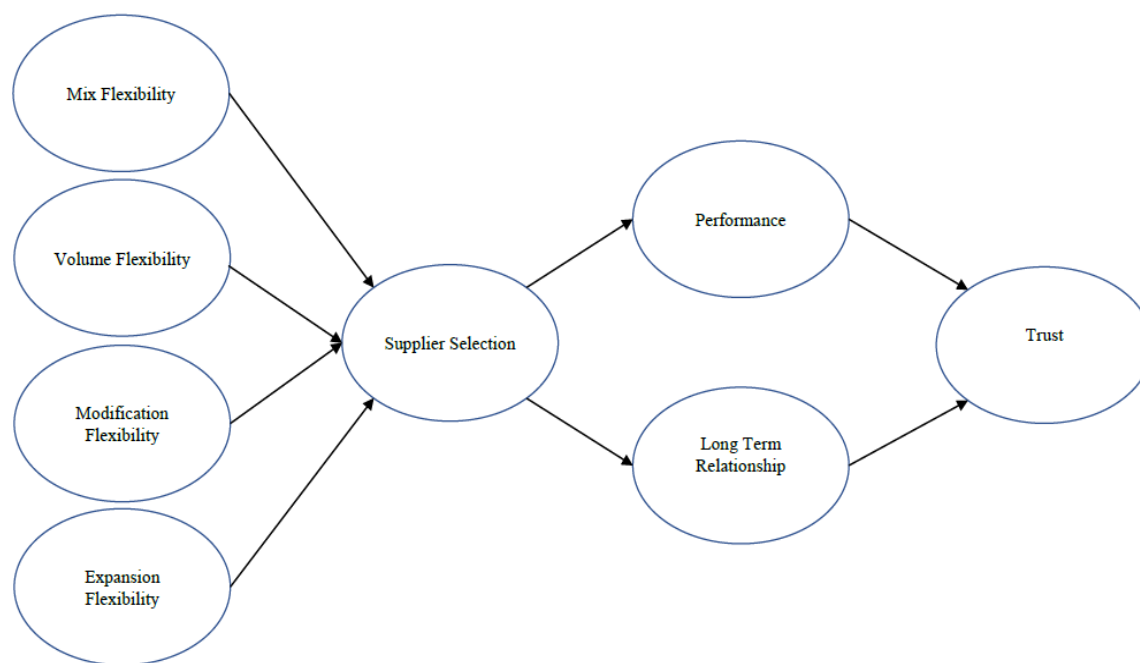 Mix Flexibility
Volume Flexibility
Modification
Flexibility
Expansion
Flexibility
Supplier Selection
Performance
Long Term
Relationship
Trust